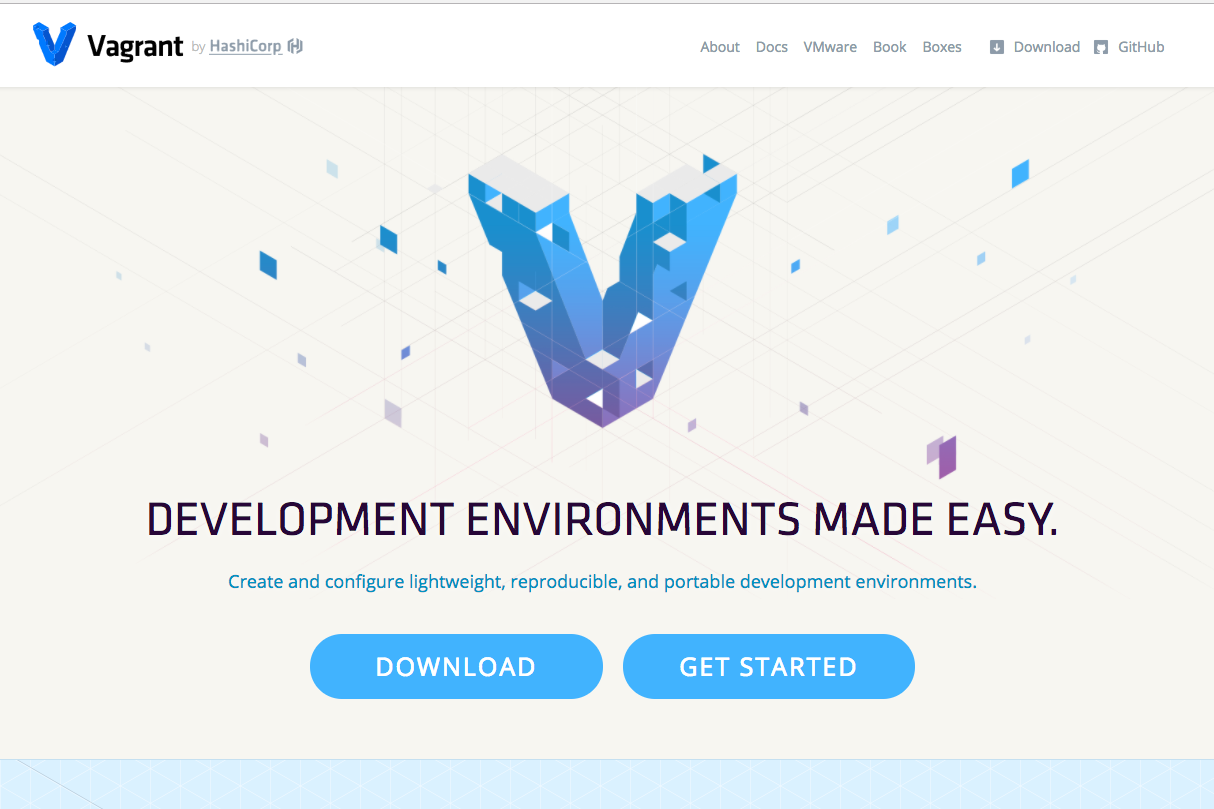 Vagrant by HashiCorp About Docs VMware Book Boxes Download GitHub
DEVELOPMENT ENVIRONMENTS MADE EASY.
Create and configure lightweight, reproducible, and portable development environments.
DOWNLOAD GET STARTED